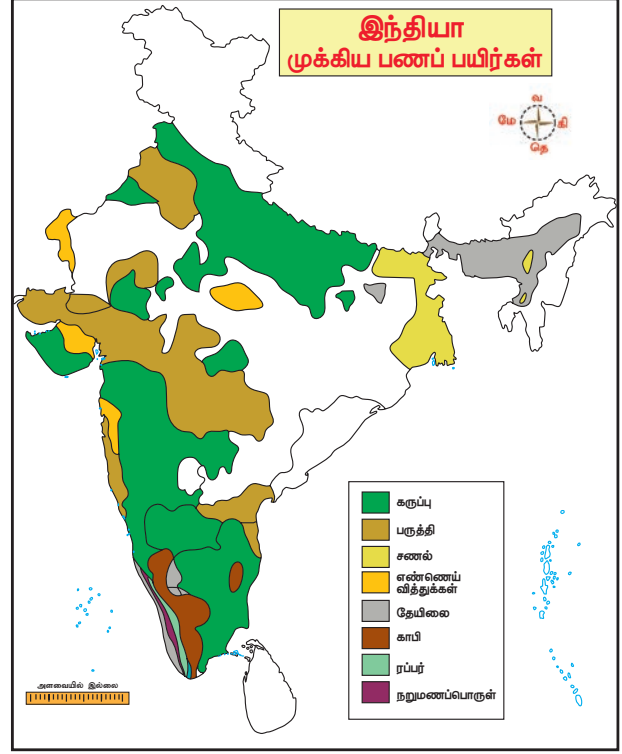 இந்தியா
முக்கிய பணப் பயிர்கள்
வ
மே
கி
தெ
கருப்பு
பருத்தி
சணல்
எண்ணெய்
வித்துக்கள்
தேயிலை
காபி
ரப்பர்
நறுமணப்பொருள்
அளவையில் இல்லை